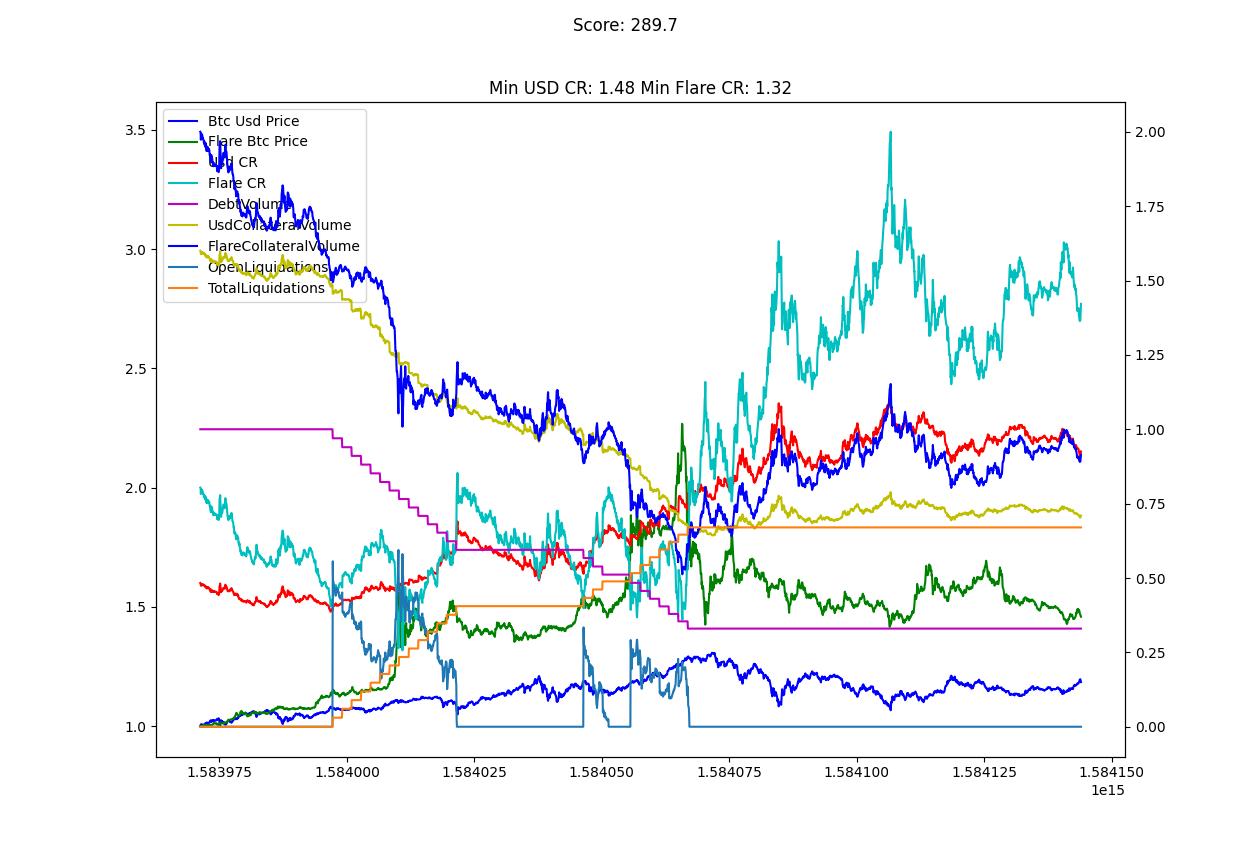 Score: 289.7
Min USD CR: 1.48 Min Flare CR: 1.32
Btc Usd Price
Flare Btc Price
Usd CR
Flare CR
DebtVolume
UsdCollateralVolume
FlareCollateralVolume
OpenLiquidations
TotalLiquidations
3.5
3.0
2.5
2.0
1.5
1.0
2.00
1.75
1.50
1.25
1.00
0.75
0.50
0.25
0.00
1.583975
1.584000
1.584025
1.584050
1.584075
1.584100
1.584125
1.584150
1e15